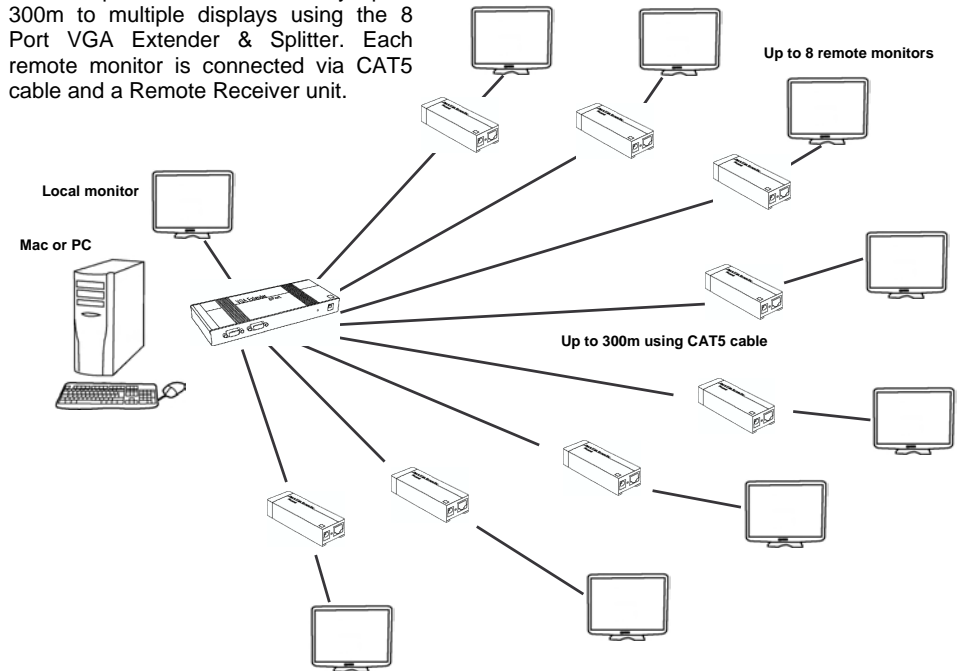 300m to multiple displays using the 8
Port VGA Extender & Splitter. Each
remote monitor is connected via CAT5
cable and a Remote Receiver unit.
Up to 8 remote monitors
Local monitor
Mac or PC
Up to 300m using CAT5 cable